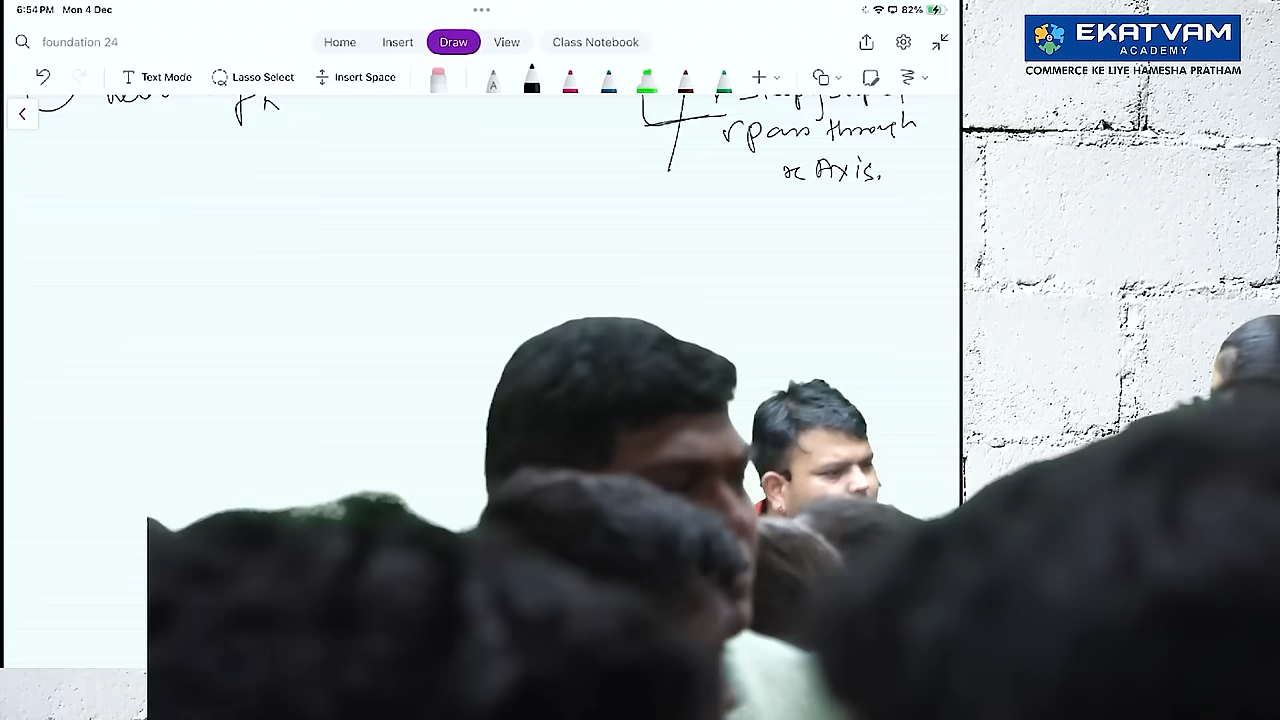 6:54 PM Mon 4 Dec
82%
foundation 24
Home Insert Draw View Class Notebook
Text Mode Lasso Select Insert Space
pass through
x Axis.
EKATVAM
ACADEMY
COMMERCE KE LIYE HAMESHA PRATHAM